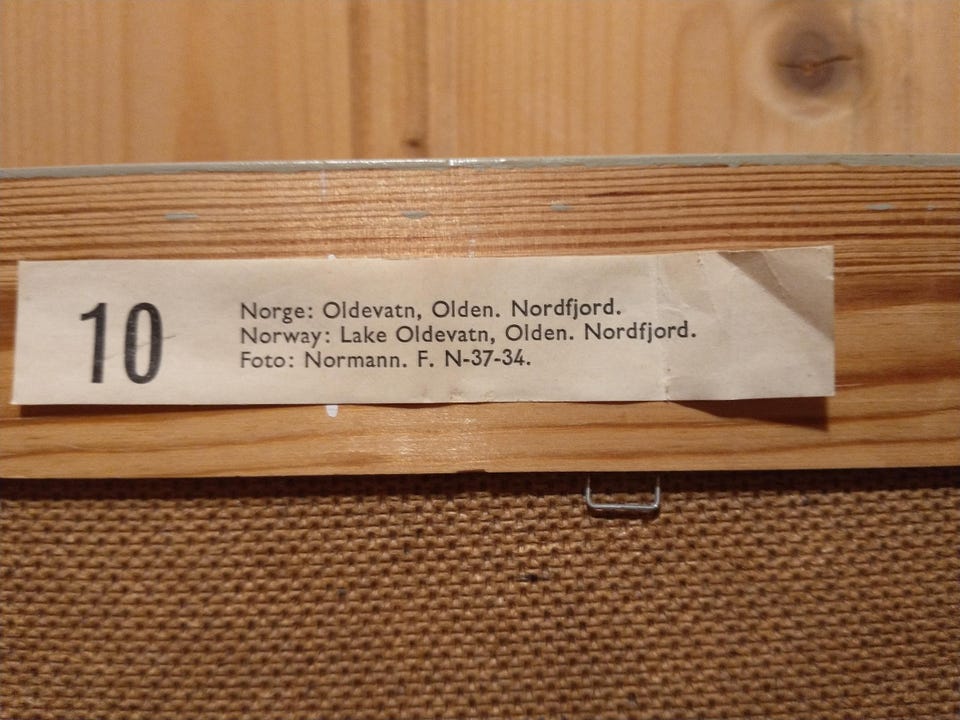 10
Norge: Oldevatn, Olden. Nordfjord.
Norway: Lake Oldevatn, Olden. Nordfjord.
Foto: Normann. F. N-37-34.